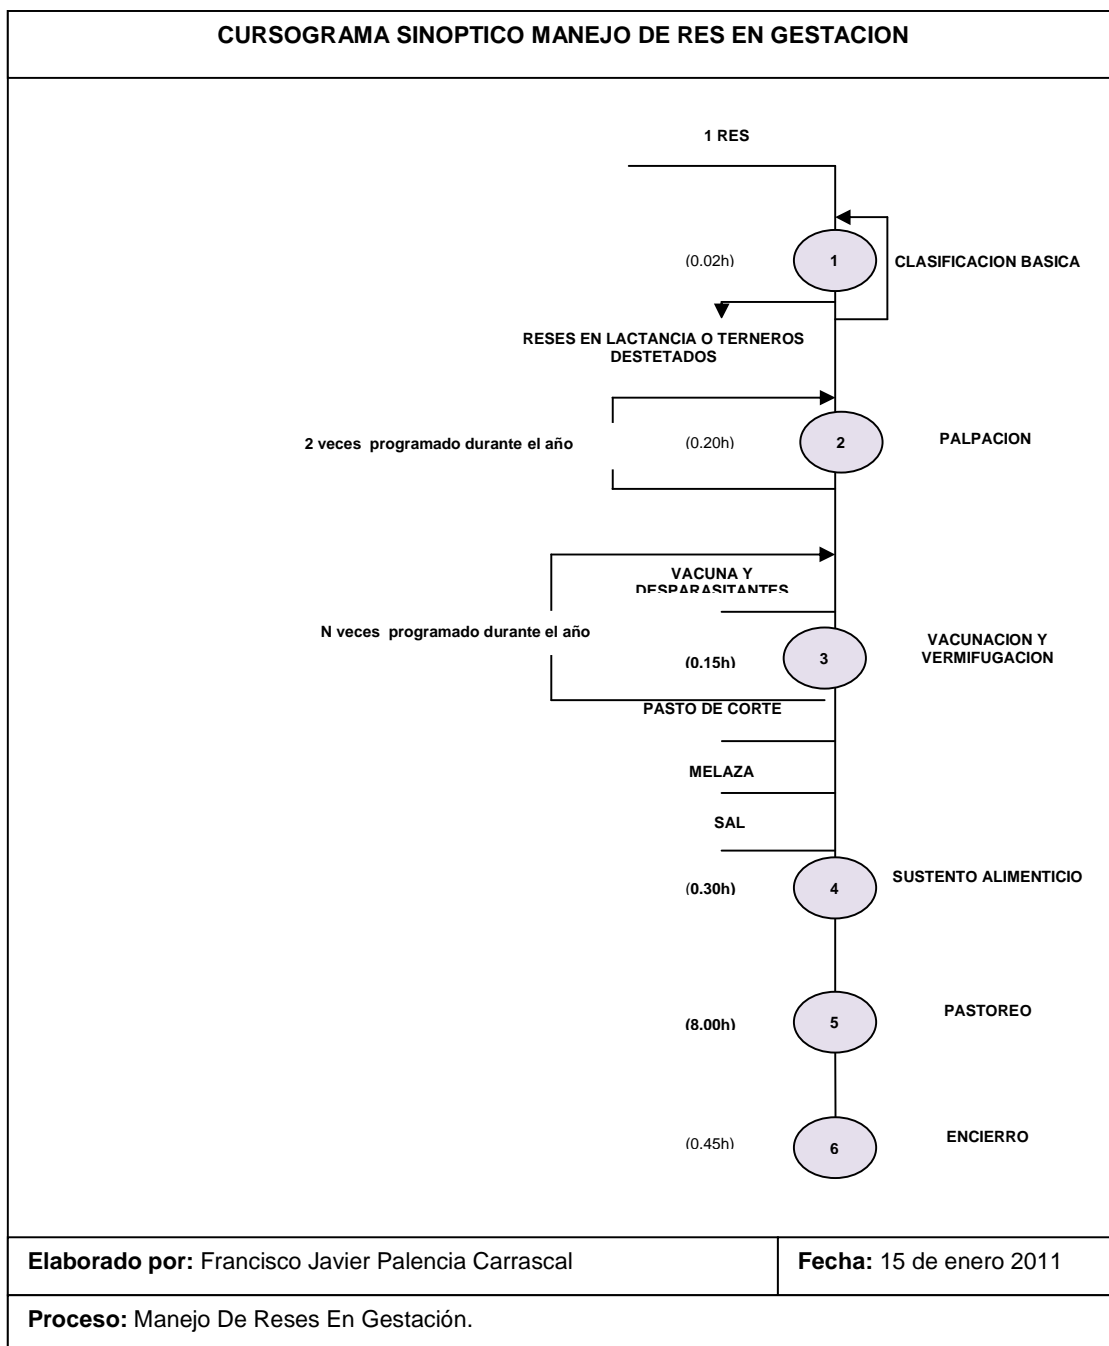 CURSOGRAMA SINOPTICO MANEJO DE RES EN GESTACION
1 RES
(0.02h)
1
CLASIFICACION BASICA
RESES EN LACTANCIA O TERNEROS
DESTETADOS
2 veces programado durante el año
(0.20h)
2
PALPACION
VACUNA Y
DESPARASITANTES
N veces programado durante el año
(0.15h)
3
VACUNACION Y
VERMIFUGACION
PASTO DE CORTE
MELAZA
SAL
(0.30h)
4
SUSTENTO ALIMENTICIO
(8.00h)
5
PASTOREO
(0.45h)
6
ENCIERRO
Elaborado por: Francisco Javier Palencia Carrascal
Fecha: 15 de enero 2011
Proceso: Manejo De Reses En Gestación.